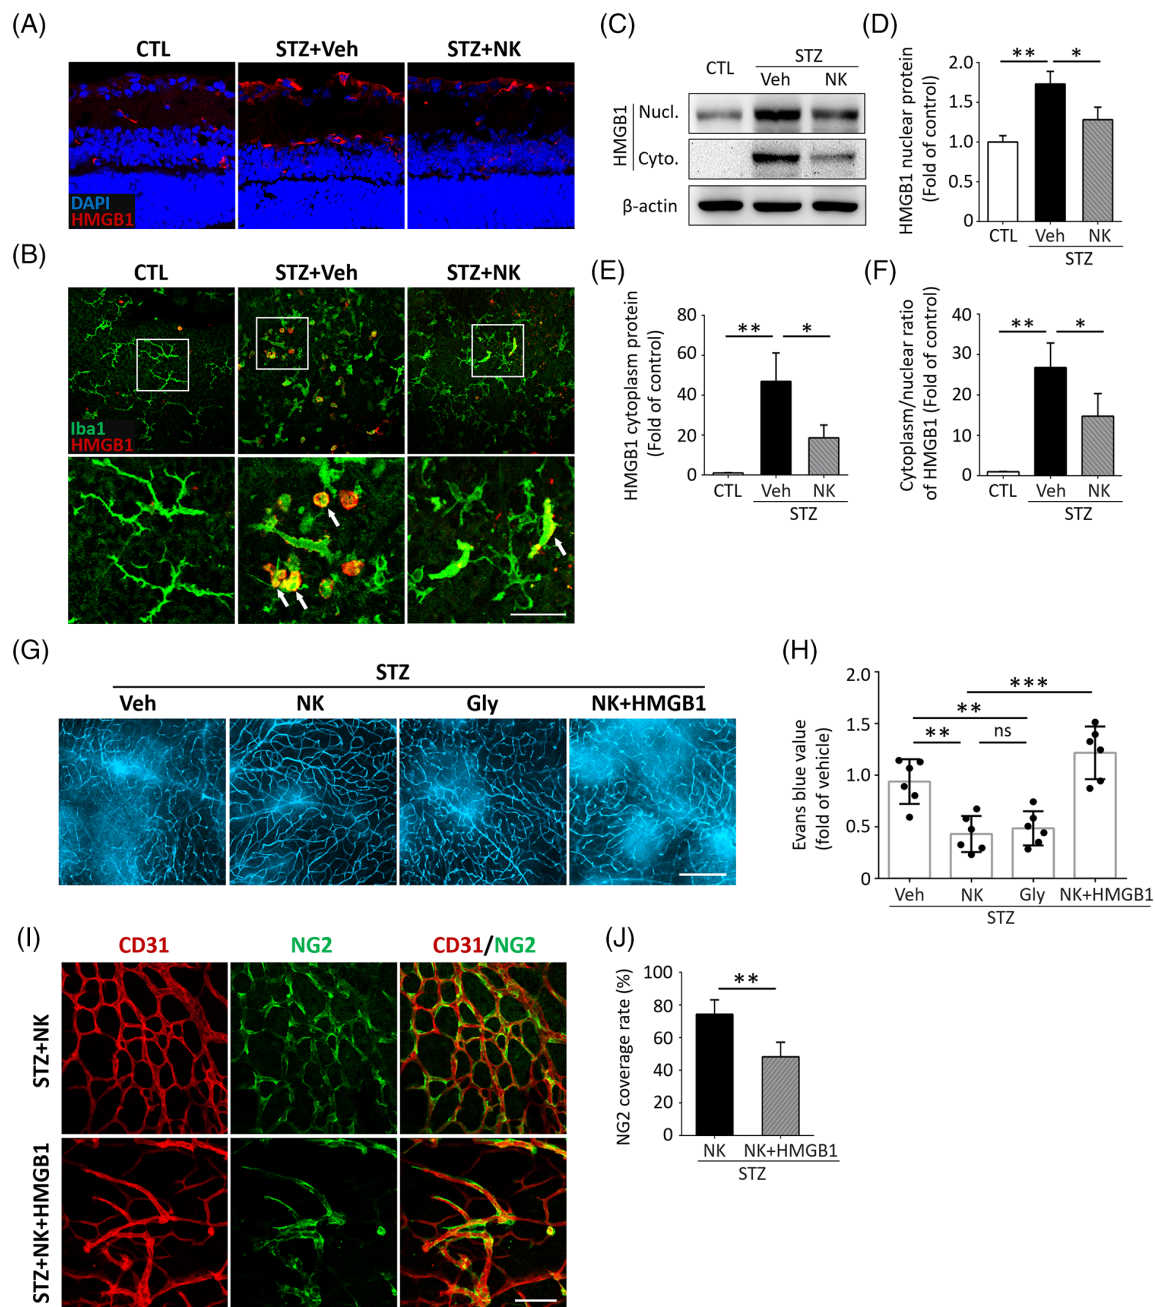 (A)
CTL STZ+Veh STZ+NK
DAPI
HMGB1
(B)
CTL STZ+Veh STZ+NK
Iba1
HMGB1
(C)
STZ
CTL Veh NK
HMGB1
Nucl.
Cyto.
β-actin
(D)
HMGB1 nuclear protein
(Fold of control)
2.0
1.5
1.0
0.5
0
** *
CTL Veh NK
STZ
(E)
HMGB1 cytoplasm protein
(Fold of control)
80
60
40
20
0
** *
CTL Veh NK
STZ
(F)
Cytoplasm/nuclear ratio
of HMGB1 (Fold of control)
40
30
20
10
0
** *
CTL Veh NK
STZ
(G)
STZ
Veh NK Gly NK+HMGB1
(H)
Evans blue value
(fold of vehicle)
2.0
1.5
1.0
0.5
0
***
**
** ns
Veh NK Gly NK+HMGB1
STZ
(I)
CD31 NG2 CD31/NG2
STZ+NK
STZ+NK+HMGB1
(J)
NG2 coverage rate (%)
100
80
60
40
20
0
**
NK NK+HMGB1
STZ